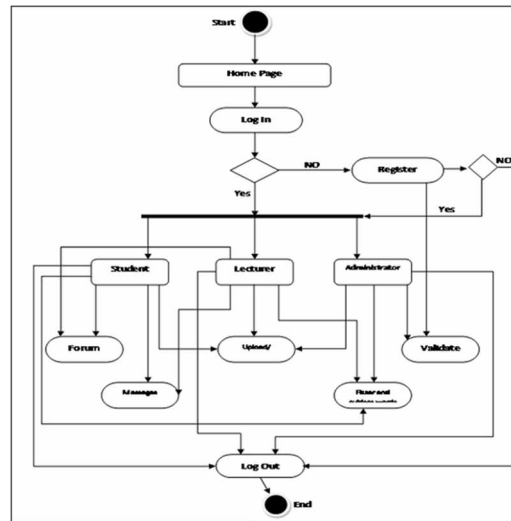 Start
Home Page
Log In
NO
Register
NO
Yes
Yes
Student
Lecturer
Administrator
Forum
Upload/
Validate
Messages
Log Out
End